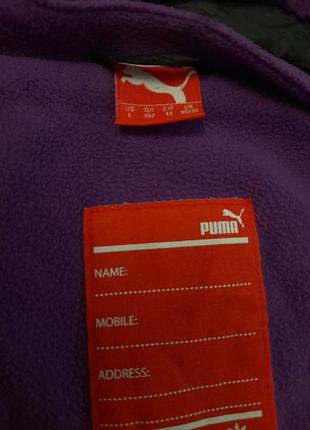 US D/I E/F UK
L 152 12 30/32
PUMA
NAME:
MOBILE:
ADDRESS: